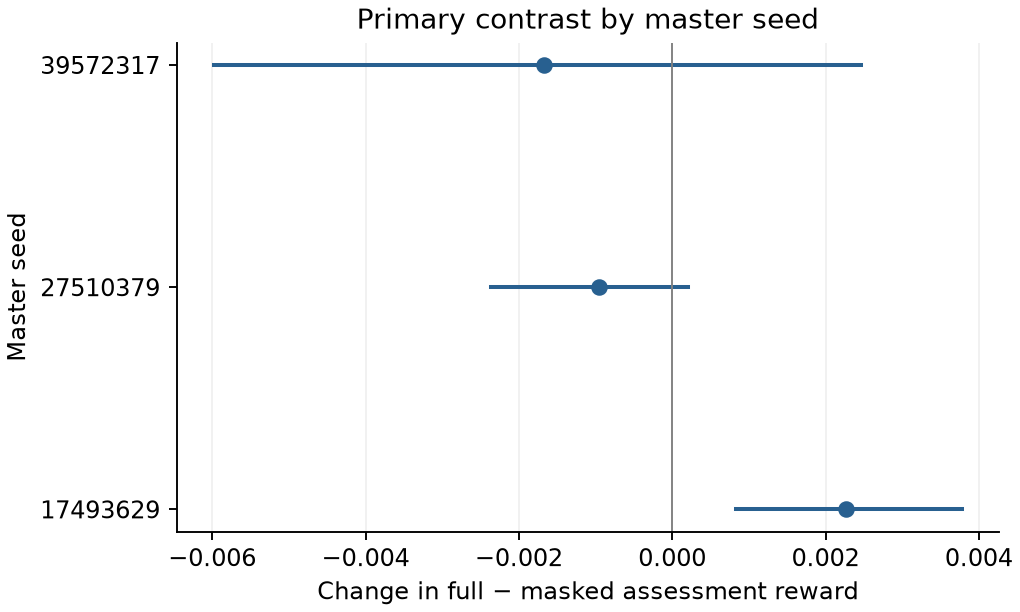 Primary contrast by master seed
39572317
27510379
17493629
Master seed
−0.006 −0.004 −0.002 0.000 0.002 0.004
Change in full − masked assessment reward